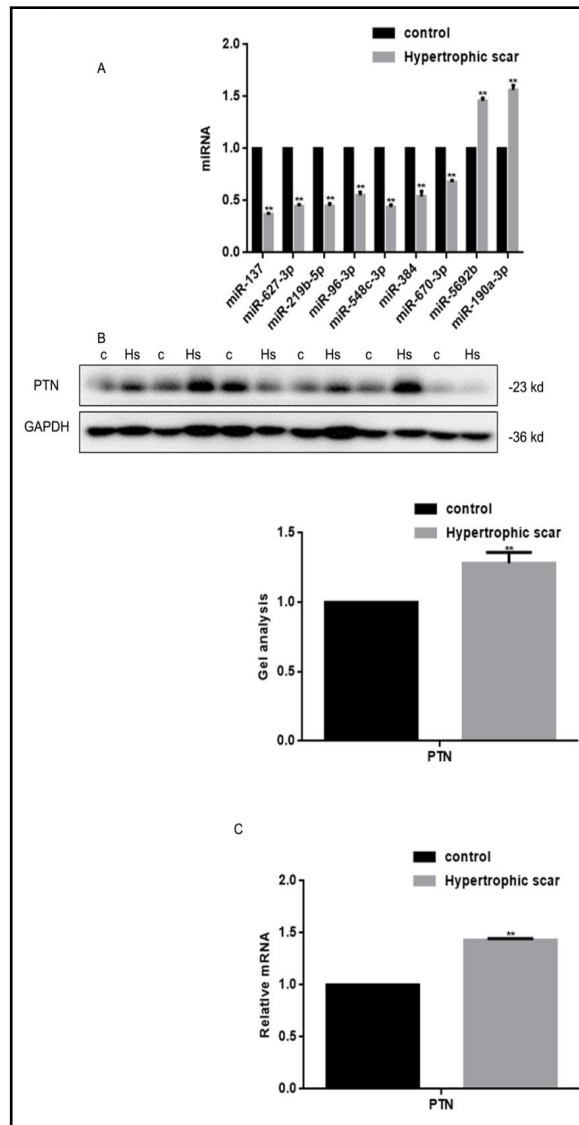 A
control
Hypertrophic scar
2.0
1.5
1.0
0.5
0.0
miRNA
** ** ** ** ** ** ** ** **
miR-137
miR-627-3p
miR-219b-5p
miR-96-3p
miR-548c-3p
miR-384
miR-670-3p
miR-5692b
miR-190a-3p
B
c Hs c Hs c Hs c Hs c Hs c Hs
PTN -23 kd
GAPDH -36 kd
control
Hypertrophic scar
1.5
1.0
0.5
0.0
Gel analysis
**
PTN
C
control
Hypertrophic scar
2.0
1.5
1.0
0.5
0.0
Relative mRNA
**
PTN